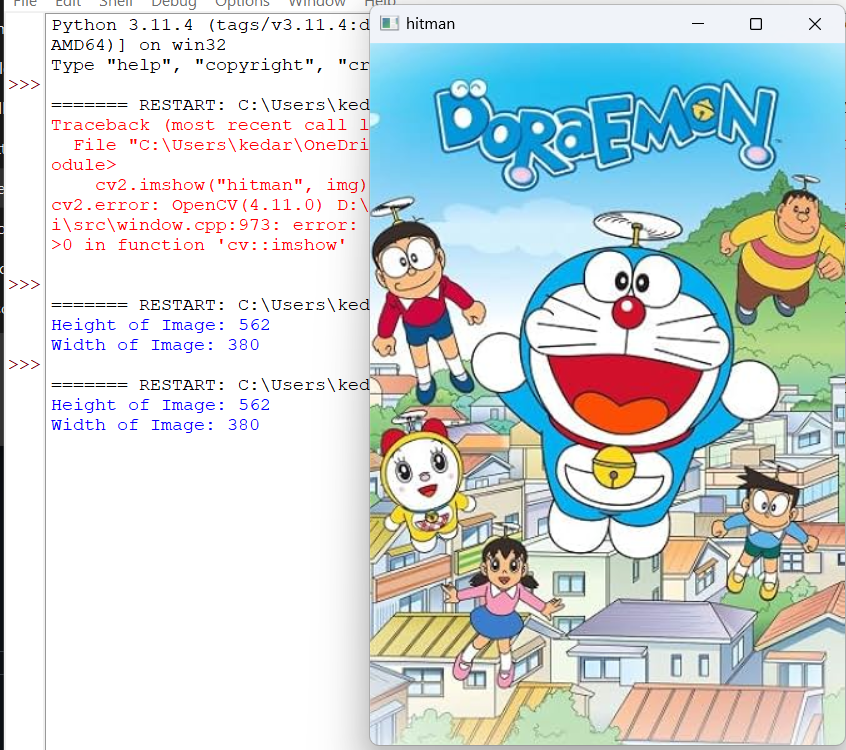 File Edit Shell Debug Options Window Help
Python 3.11.4 (tags/v3.11.4:d
AMD64)] on win32
Type "help", "copyright", "cr
>>>
======= RESTART: C:\Users\ked
Traceback (most recent call l
File "C:\Users\kedar\OneDri
odule>
cv2.imshow("hitman", img)
cv2.error: OpenCV(4.11.0) D:\
i\src\window.cpp:973: error:
>0 in function 'cv::imshow'
>>>
======= RESTART: C:\Users\ked
Height of Image: 562
Width of Image: 380
>>>
======= RESTART: C:\Users\ked
Height of Image: 562
Width of Image: 380
hitman
DORAEMON